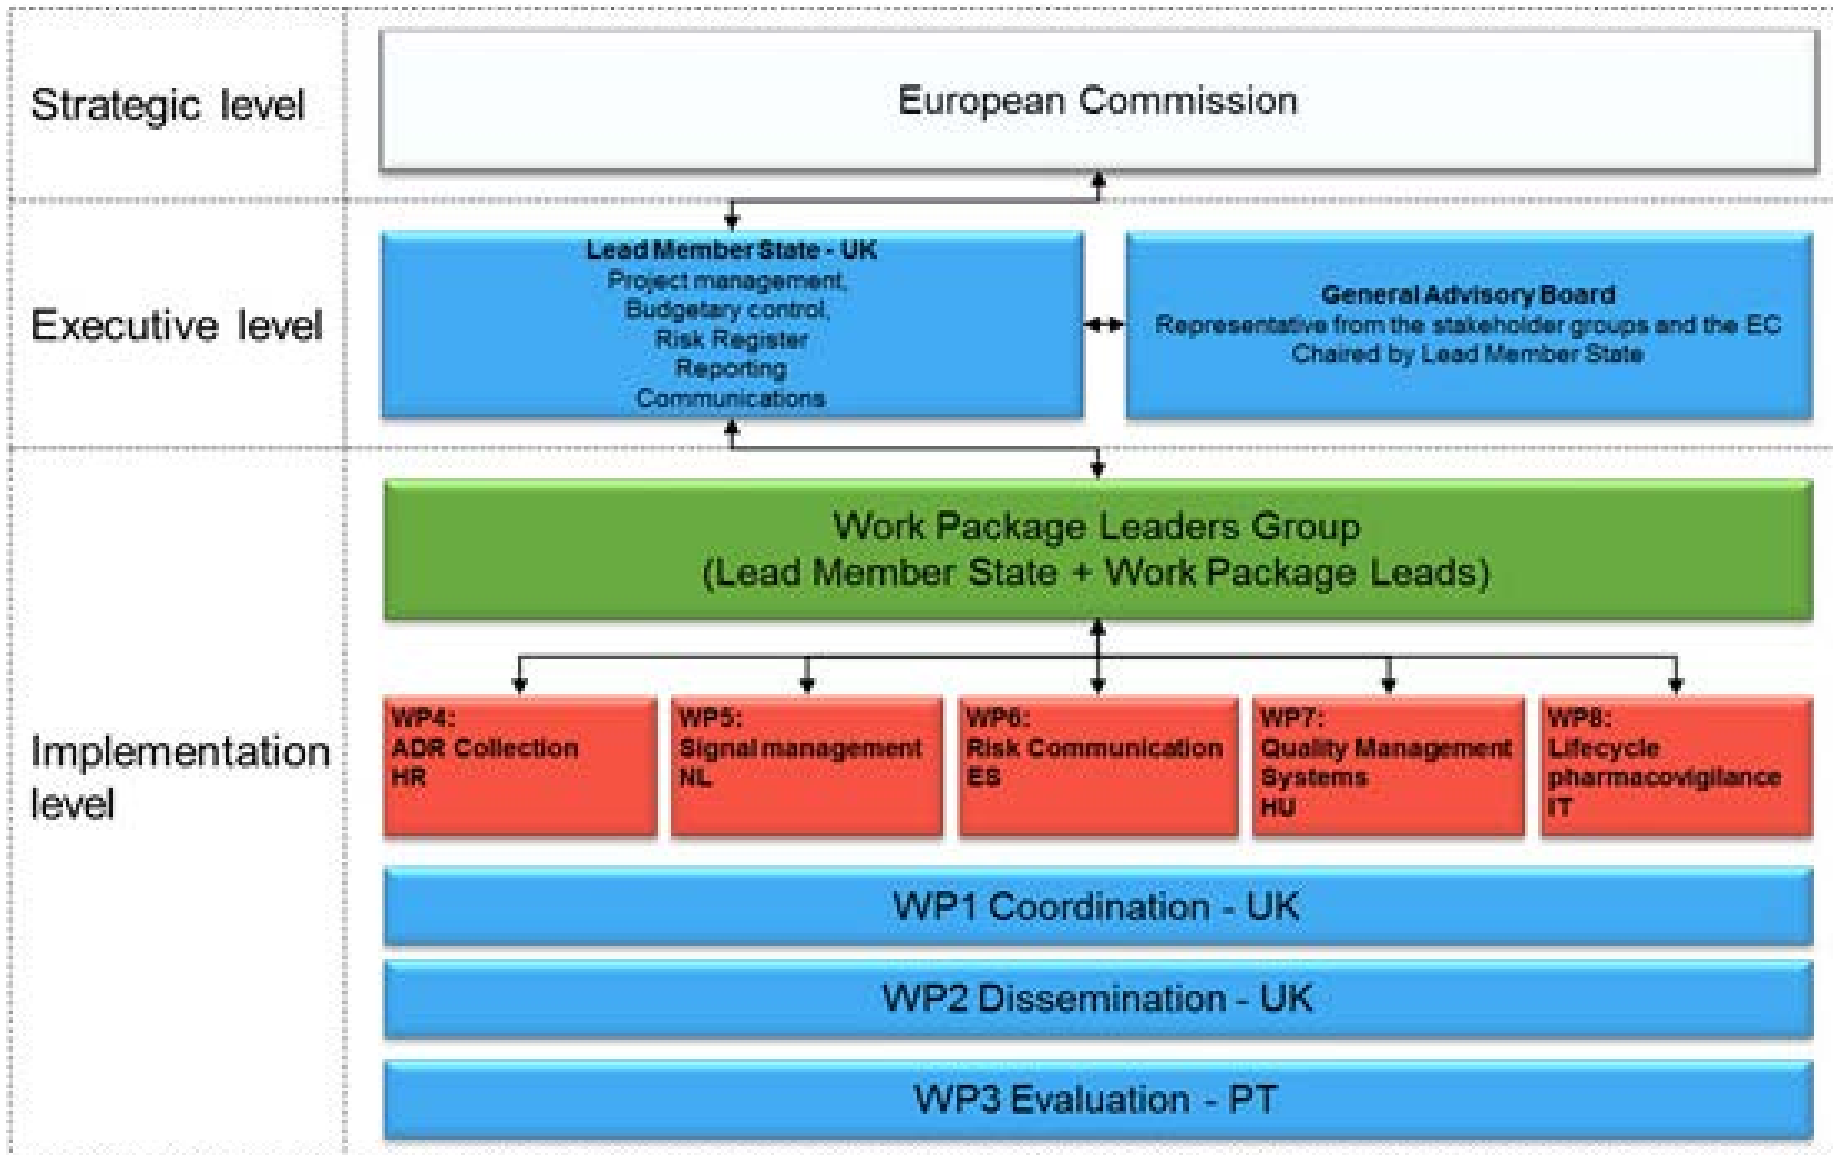 Strategic level
European Commission
Executive level
Lead Member State - UK
Project management,
Budgetary control,
Risk Register
Reporting
Communications
General Advisory Board
Representative from the stakeholder groups and the EC
Chaired by Lead Member State
Implementation
level
Work Package Leaders Group
(Lead Member State + Work Package Leads)
WP4:
ADR Collection
HR
WP5:
Signal management
NL
WP6:
Risk Communication
ES
WP7:
Quality Management
Systems
HU
WP8:
Lifecycle
pharmacovigilance
IT
WP1 Coordination - UK
WP2 Dissemination - UK
WP3 Evaluation - PT